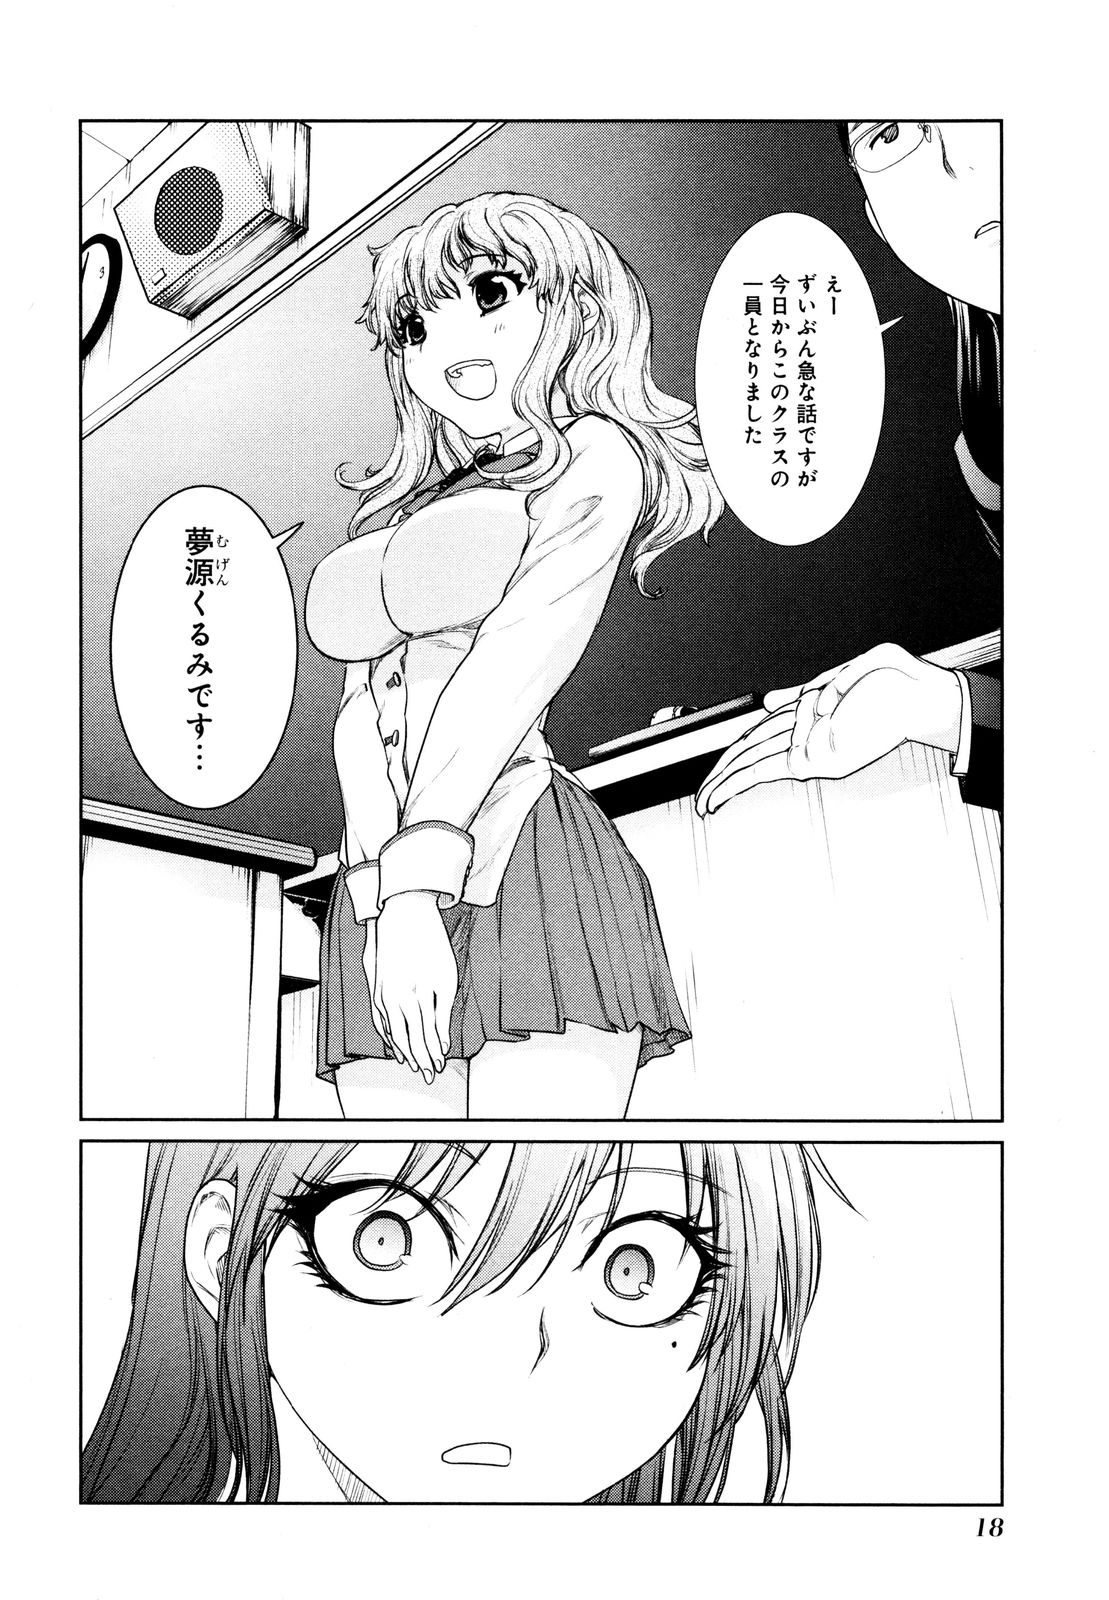 えー
ずいぶん急な話ですが
今日からこのクラスの
一員となりました
夢源くるみです…
むげん
3
18